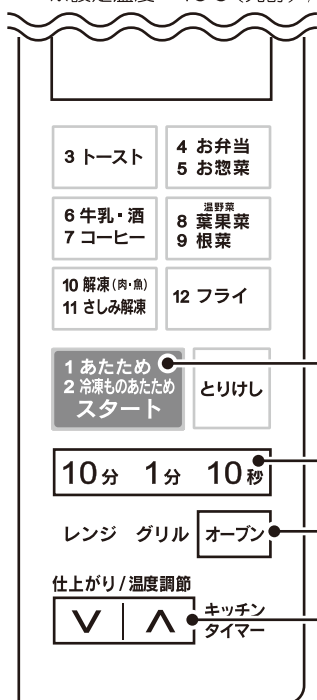 3 トースト
4 お弁当
5 お惣菜
6 牛乳・酒
7 コーヒー
温野菜
8 葉果菜
9 根菜
10 解凍(肉・魚)
11 さしみ解凍
12 フライ
1 あたため
2 冷凍ものあたため
スタート
とりけし
10分 1分 10秒
レンジ グリル オーブン
仕上がり/温度調節
キッチン
タイマー